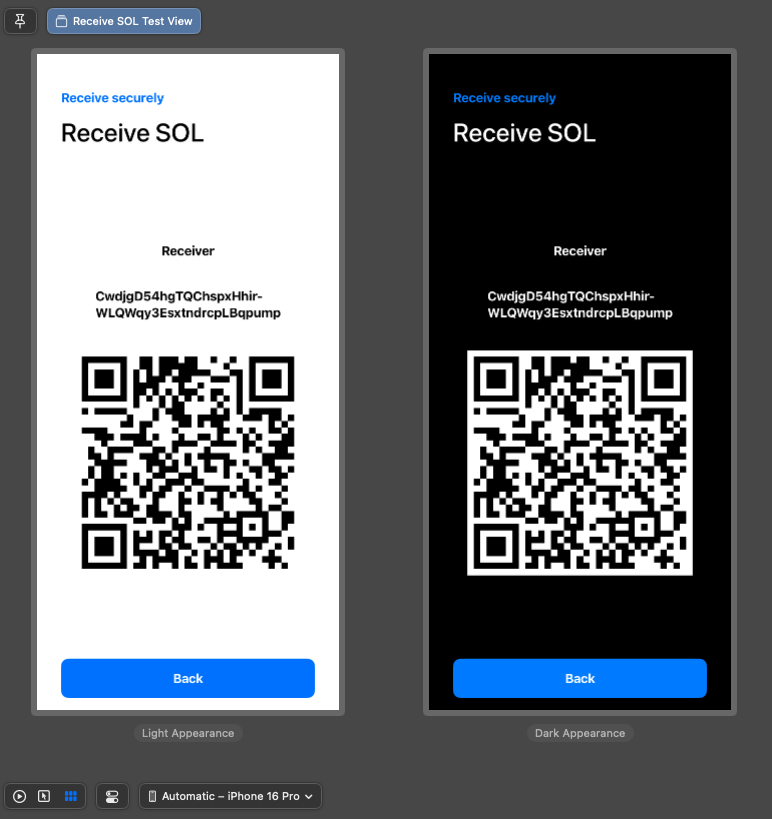 Receive SOL Test View
Receive securely
Receive SOL
Receiver
CwdjgD54hgTQChspxHhir-
WLQWqy3EsxtndrcpLBqpump
Back
Light Appearance
Receive securely
Receive SOL
Receiver
CwdjgD54hgTQChspxHhir-
WLQWqy3EsxtndrcpLBqpump
Back
Dark Appearance
Automatic – iPhone 16 Pro